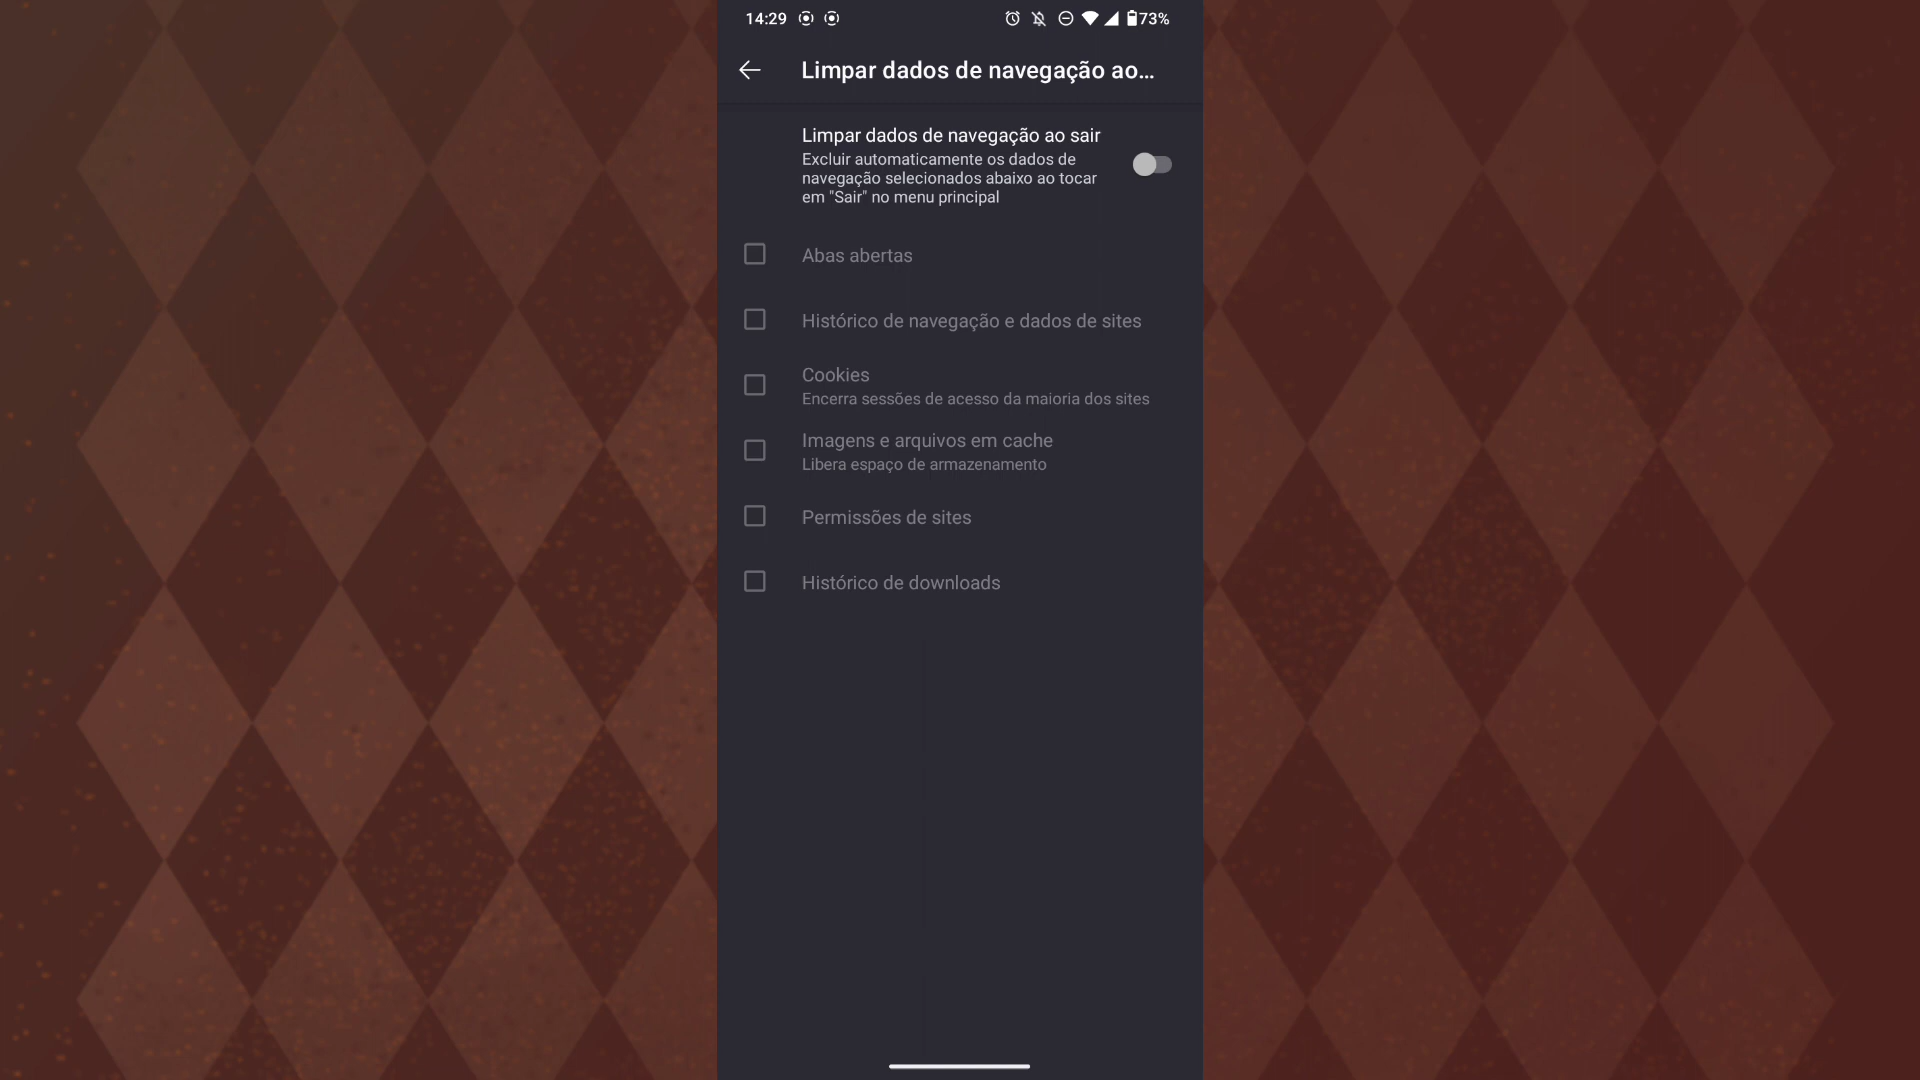 14:29 73%
Limpar dados de navegação ao...
Limpar dados de navegação ao sair
Excluir automaticamente os dados de
navegação selecionados abaixo ao tocar
em "Sair" no menu principal
Abas abertas
Histórico de navegação e dados de sites
Cookies
Encerra sessões de acesso da maioria dos sites
Imagens e arquivos em cache
Libera espaço de armazenamento
Permissões de sites
Histórico de downloads